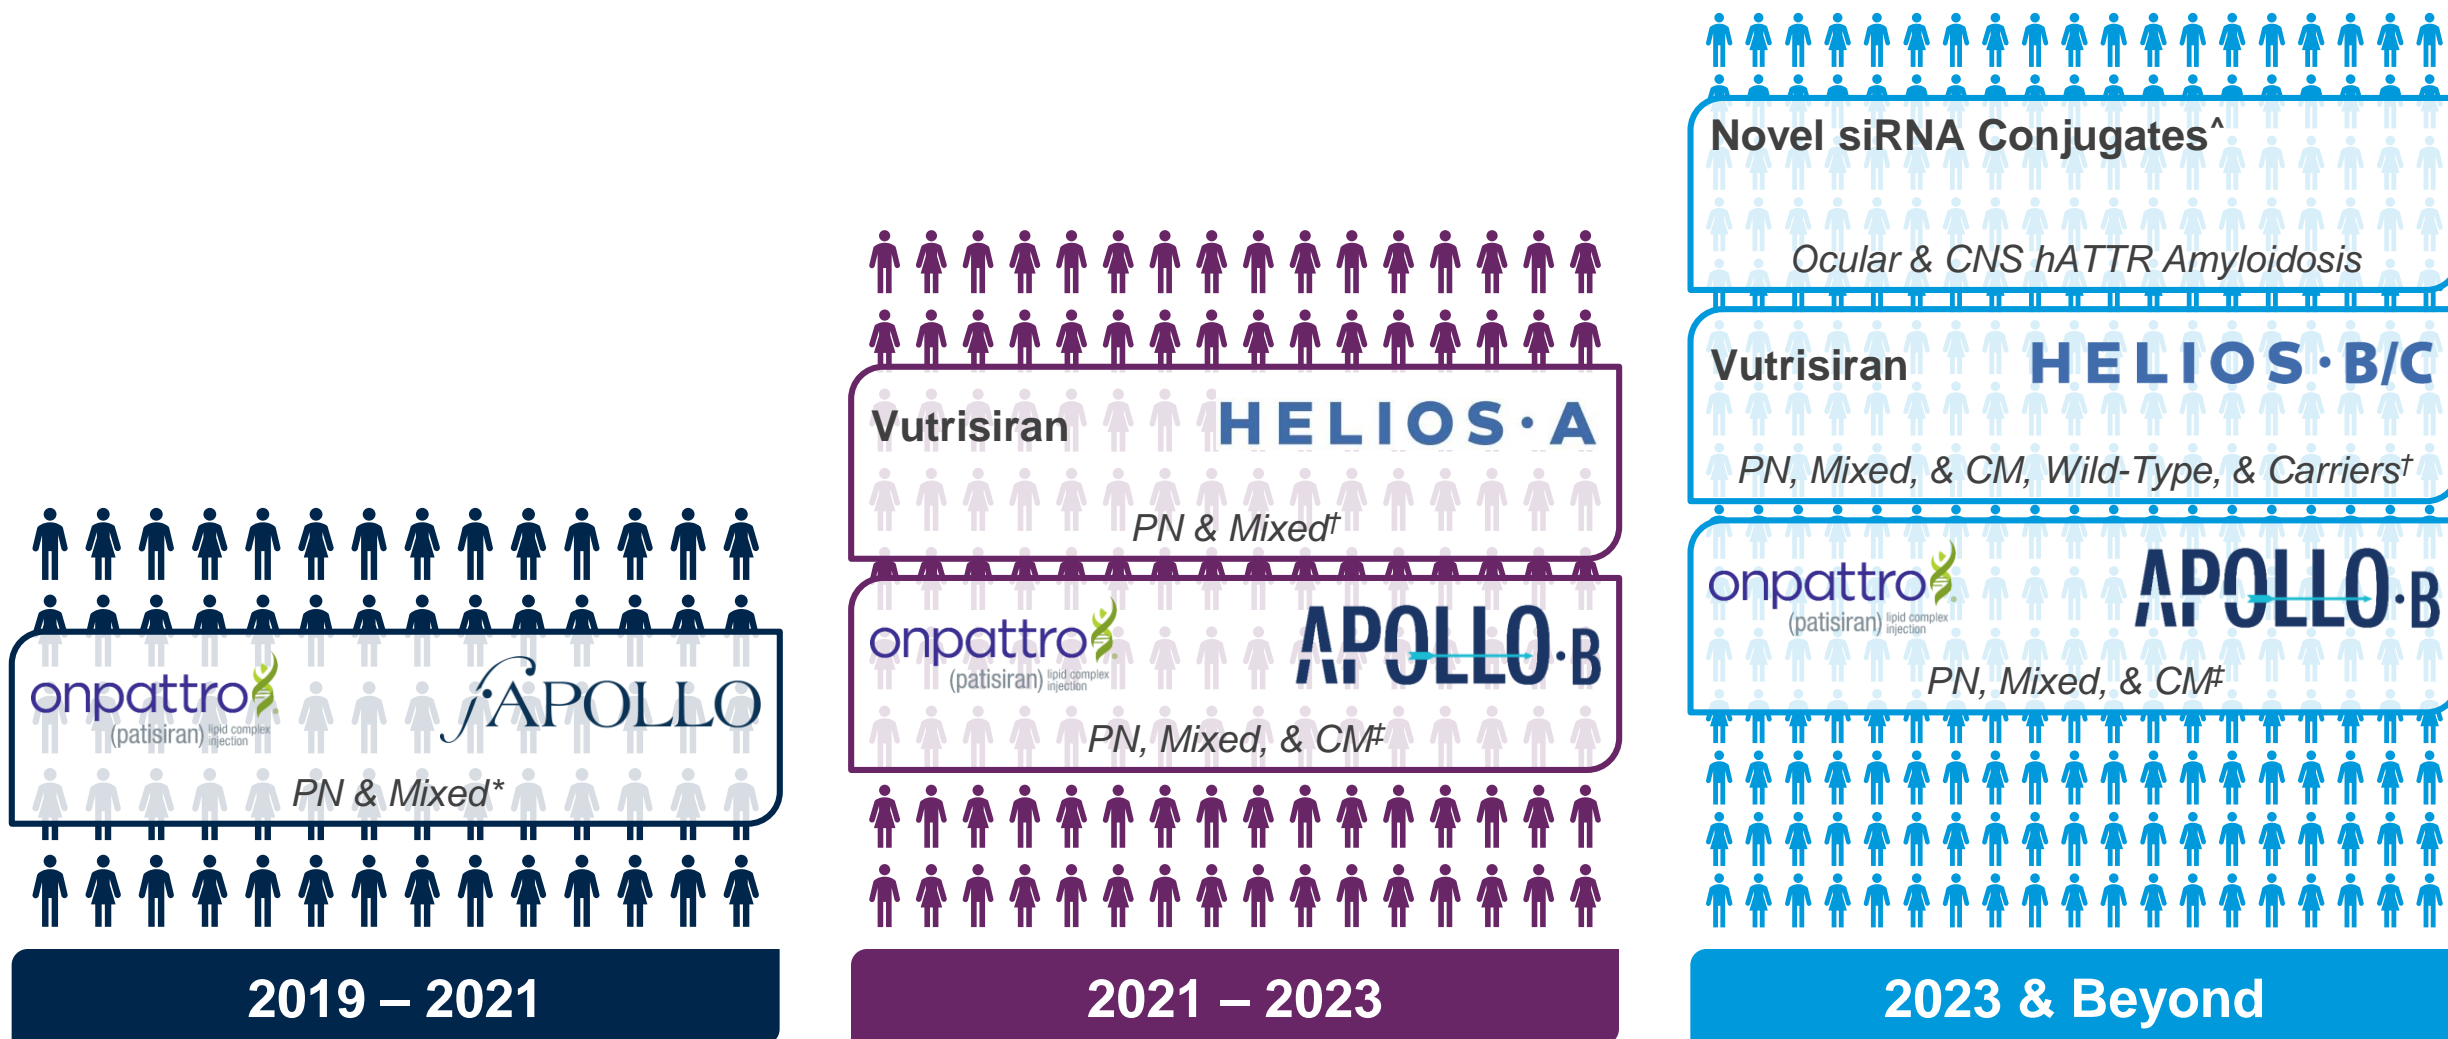 onpattro
(patisiran) lipid complex injection
APOLLO
PN & Mixed*
2019 – 2021
Vutrisiran
HELIOS·A
PN & Mixed†
onpattro
(patisiran) lipid complex injection
APOLLO·B
PN, Mixed, & CM‡
2021 – 2023
Novel siRNA Conjugates^
Ocular & CNS hATTR Amyloidosis
Vutrisiran
HELIOS·B/C
PN, Mixed, & CM, Wild-Type, & Carriers†
onpattro
(patisiran) lipid complex injection
APOLLO·B
PN, Mixed, & CM‡
2023 & Beyond